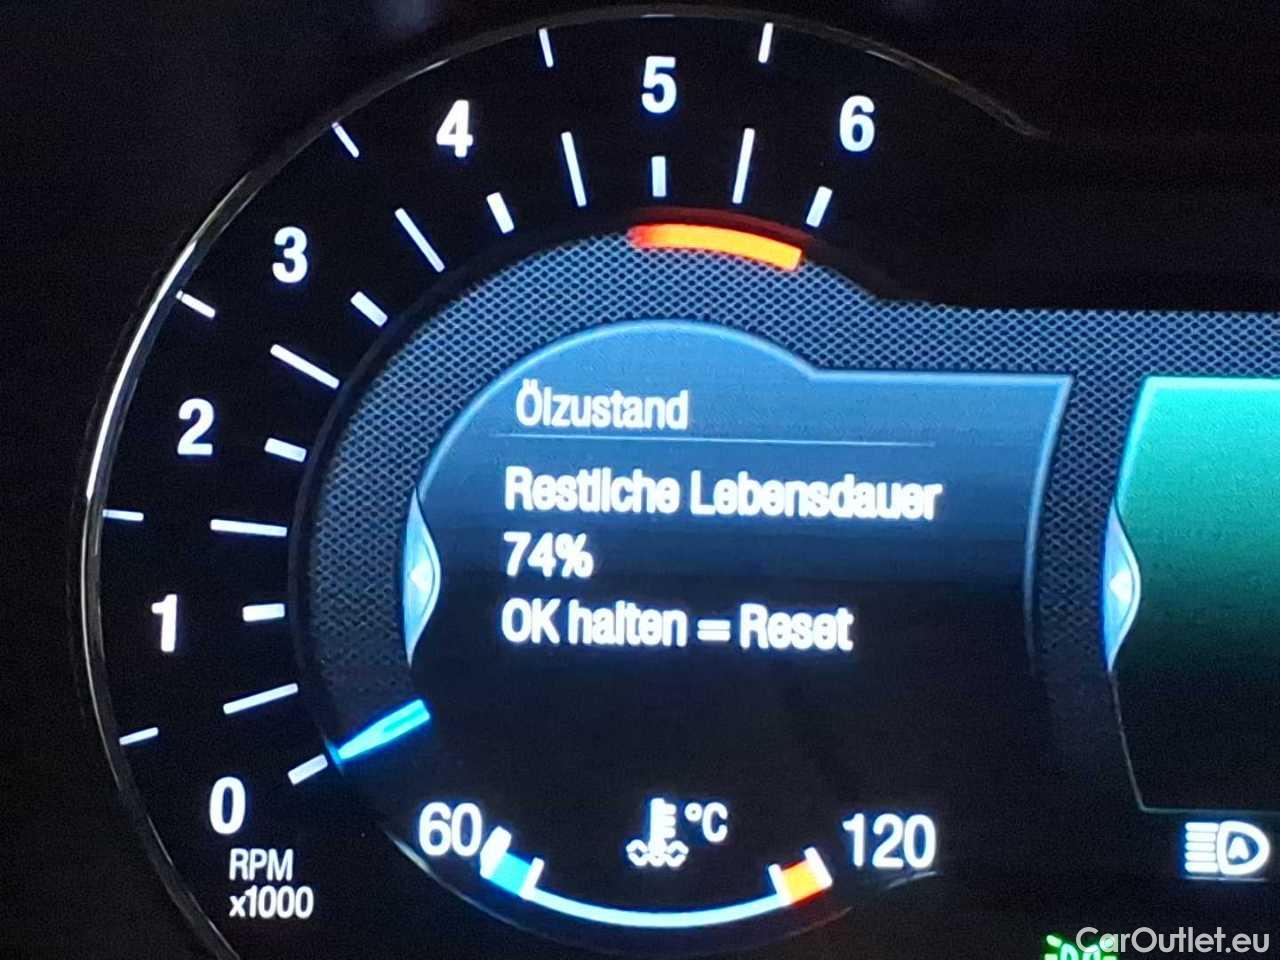 5
4
6
3
2
1
0
RPM
x1000
Ölzustand
Restliche Lebensdauer
74%
OK halten = Reset
60
°C
120
A
CarOutlet.eu